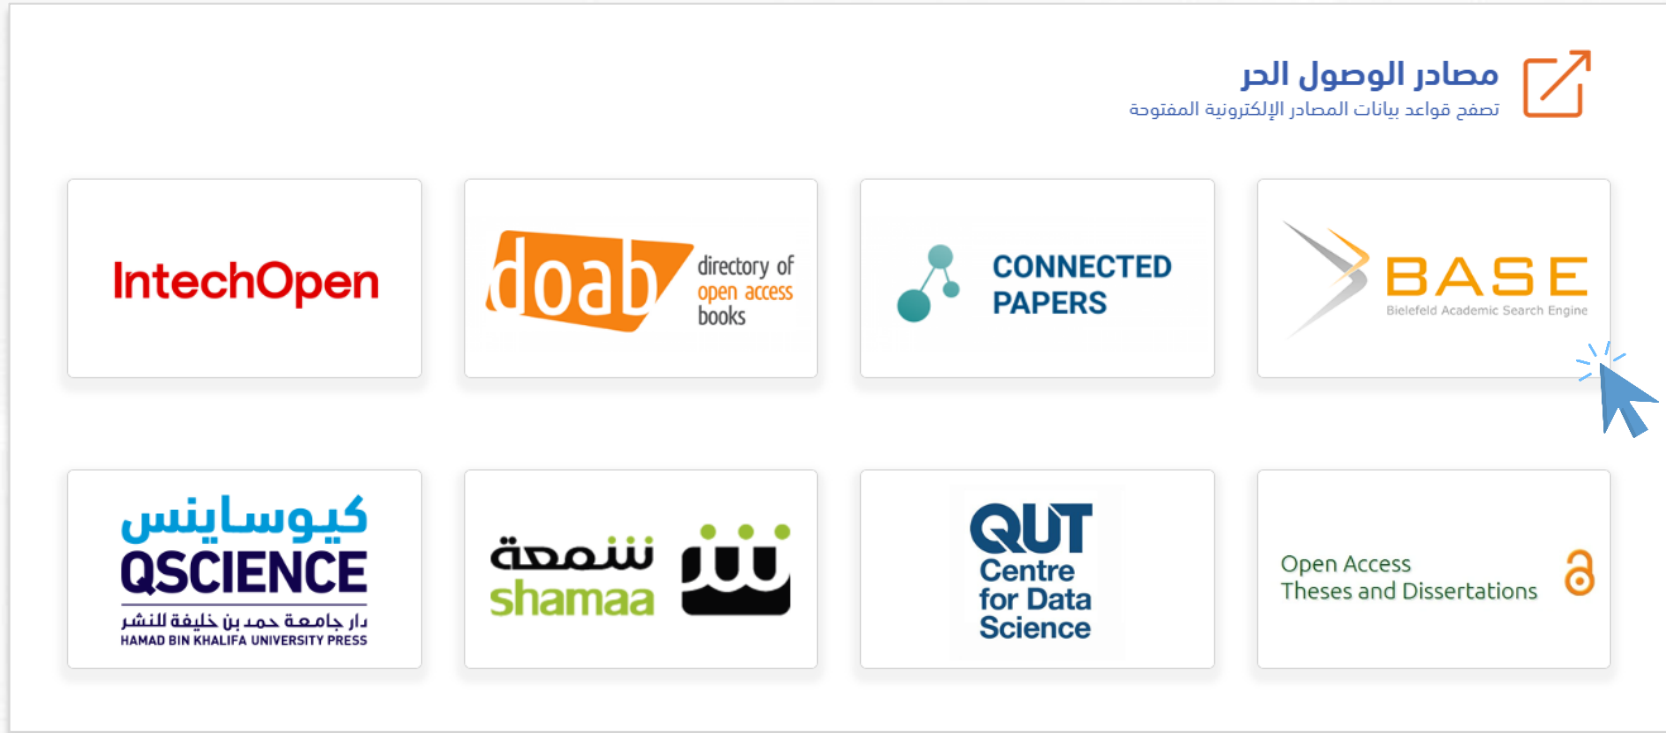 مصادر الوصول الحر
تصفح قواعد بيانات المصادر الإلكترونية المفتوحة
BASE
Bielefeld Academic Search Engine
CONNECTED
PAPERS
doab
directory of
open access
books
IntechOpen
Open Access
Theses and Dissertations
QUT
Centre
for Data
Science
شمعة
shamaa
كيوساينس
QSCIENCE
دار جامعة حمد بن خليفة للنشر
HAMAD BIN KHALIFA UNIVERSITY PRESS